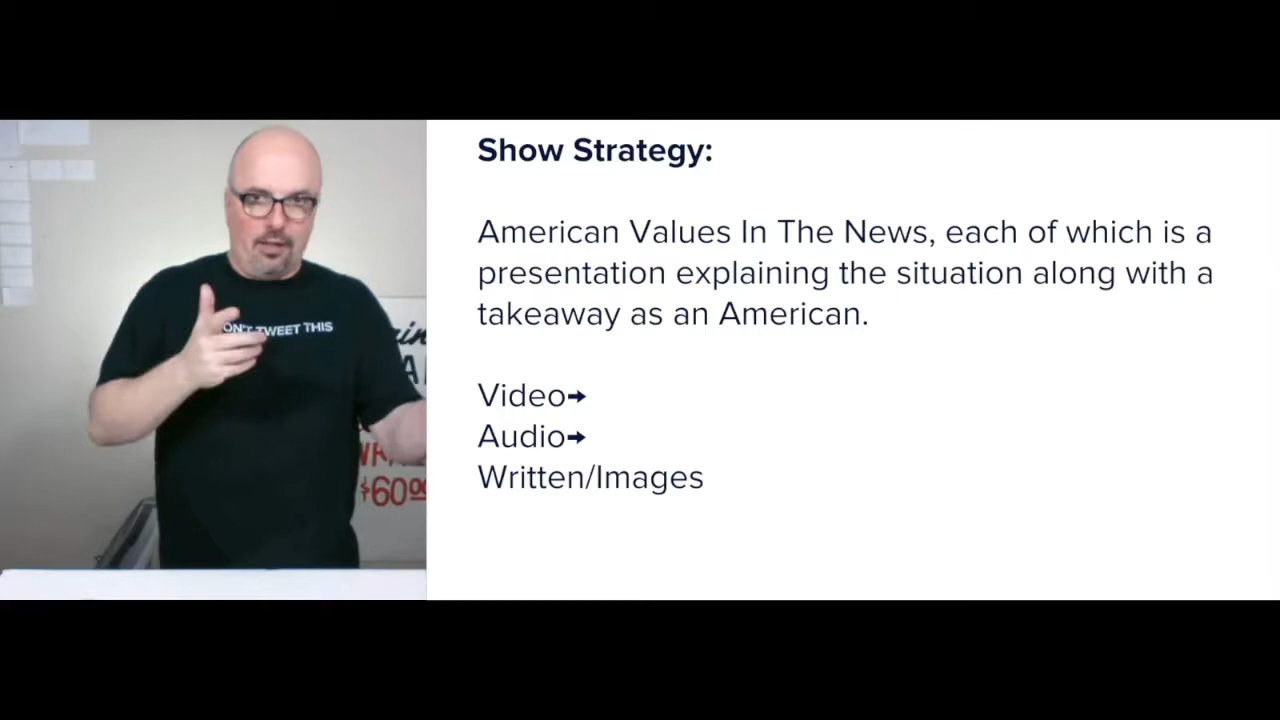 Show Strategy:
American Values In The News, each of which is a
presentation explaining the situation along with a
takeaway as an American.
Video→
Audio→
Written/Images
TWEET THIS
$60.00